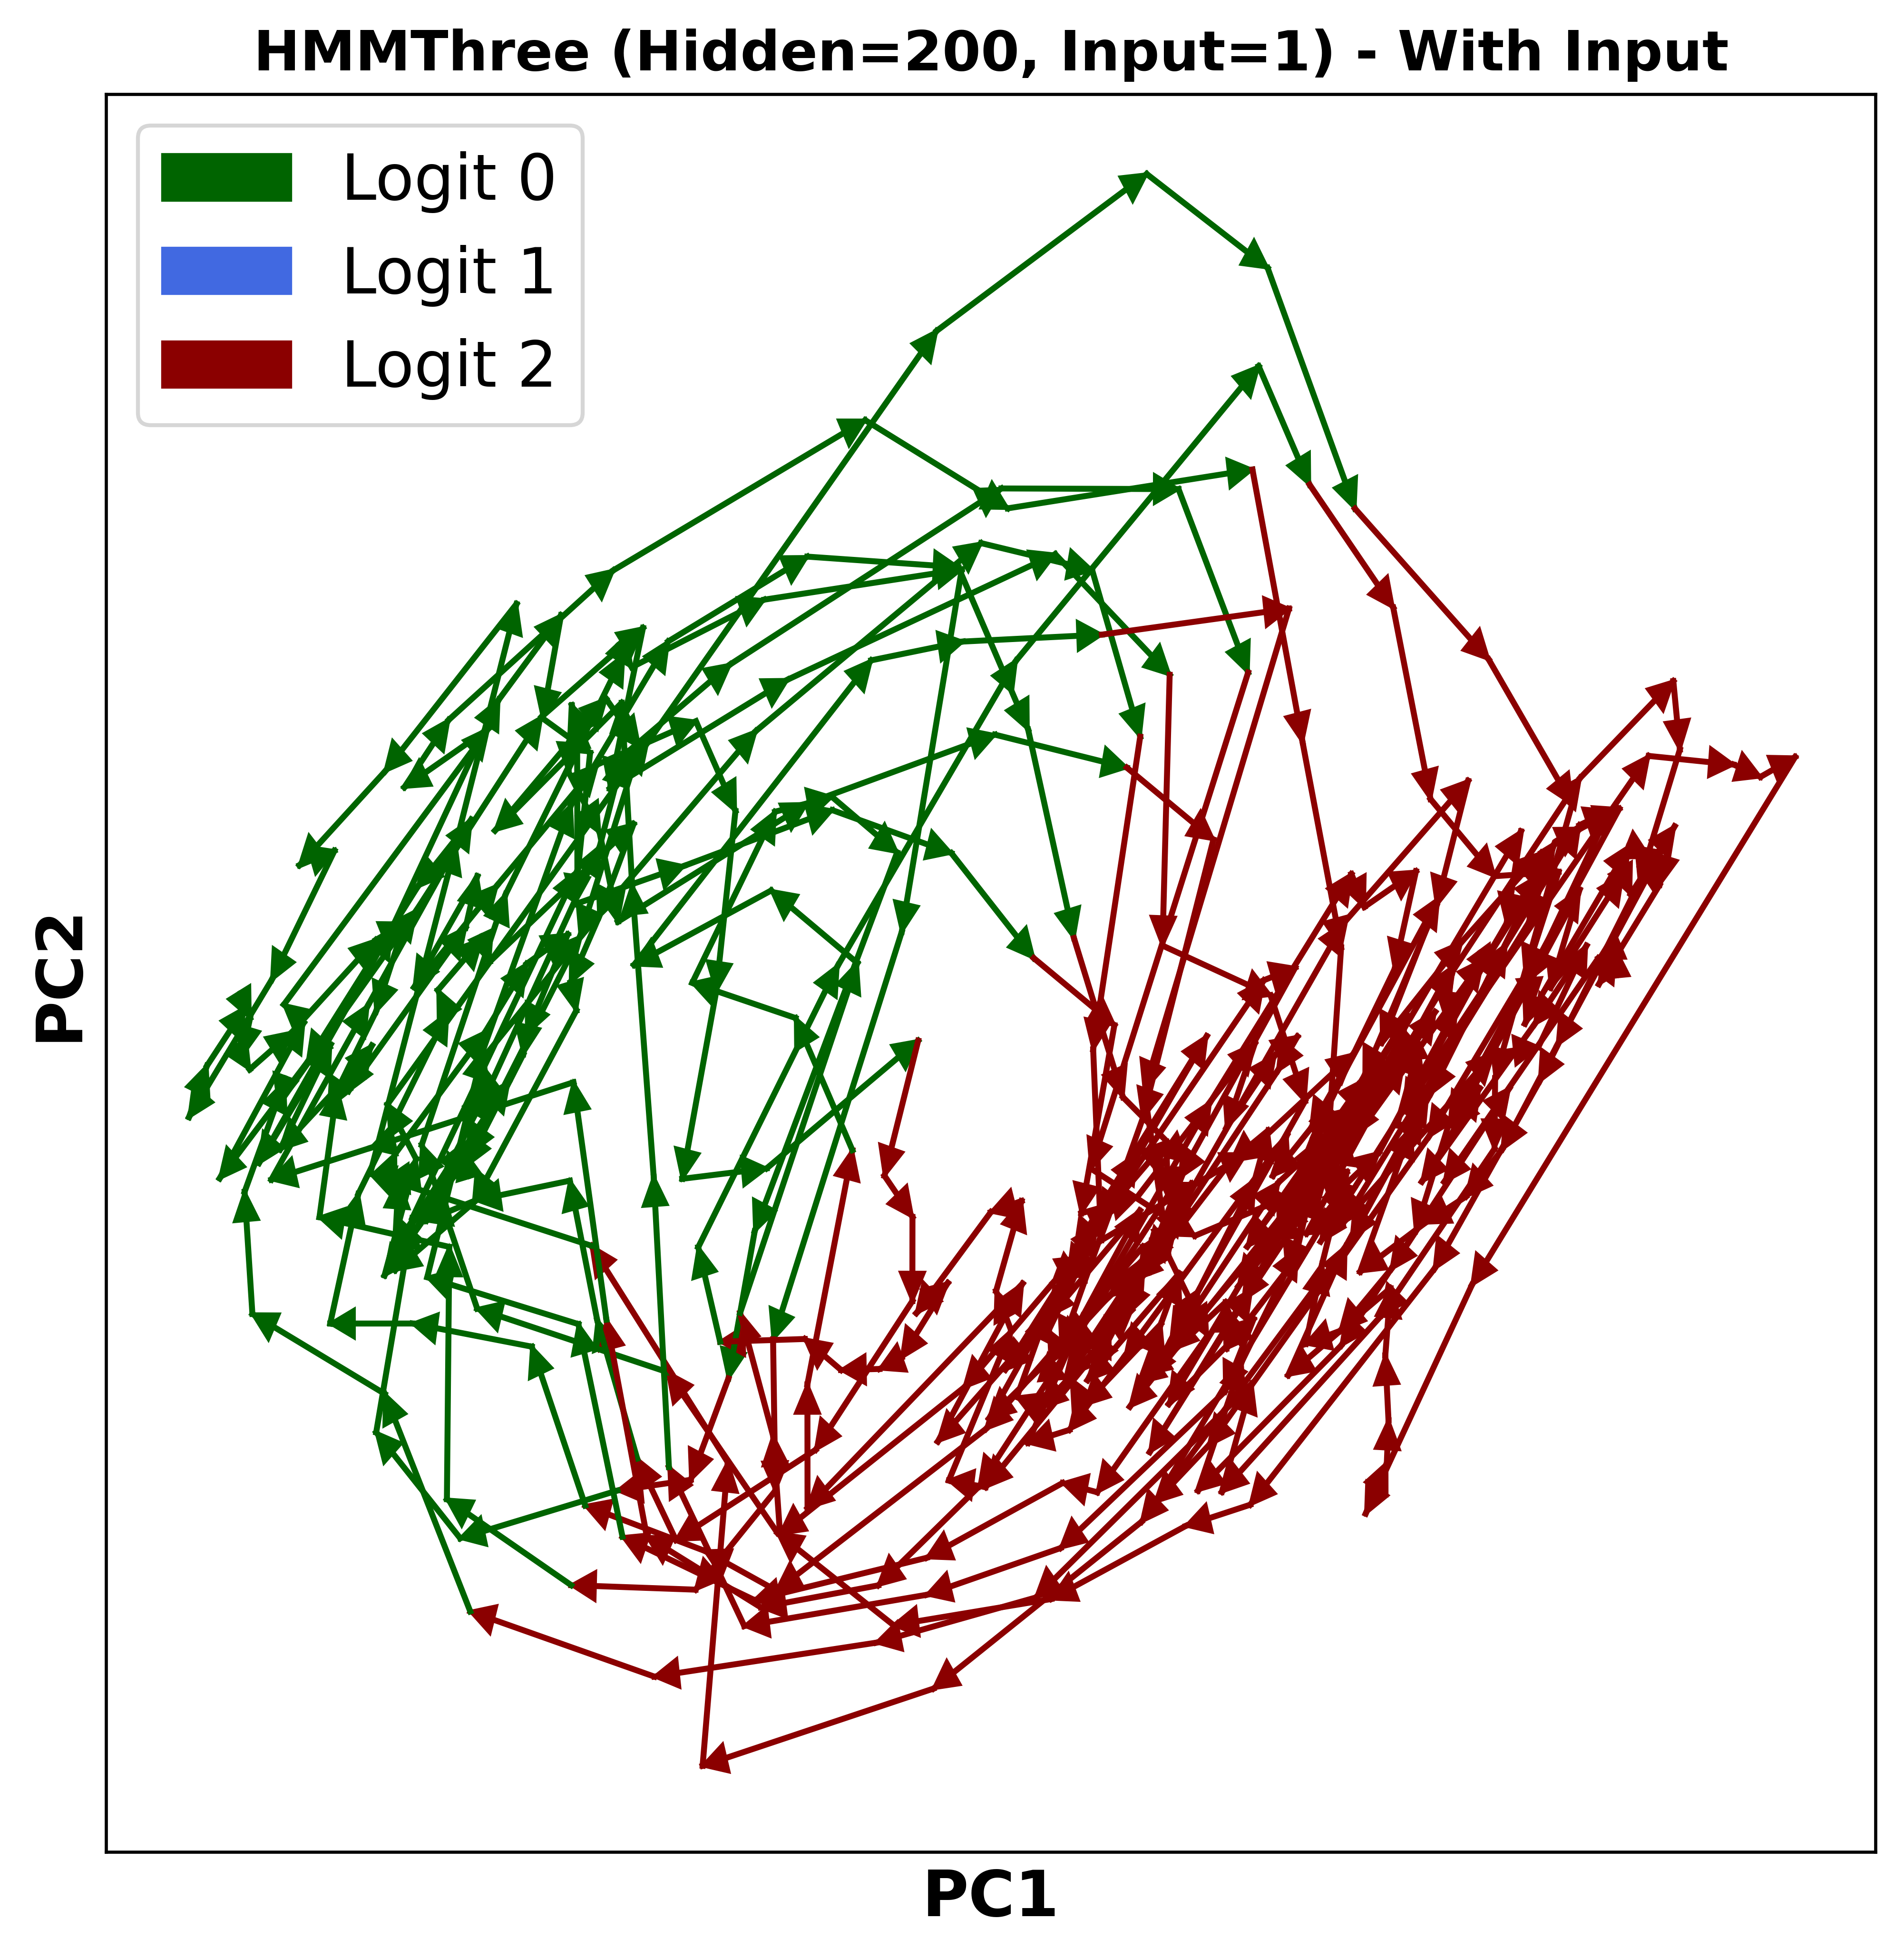 HMMThree (Hidden=200, Input=1) - With Input
Logit 0
Logit 1
Logit 2
PC2
PC1